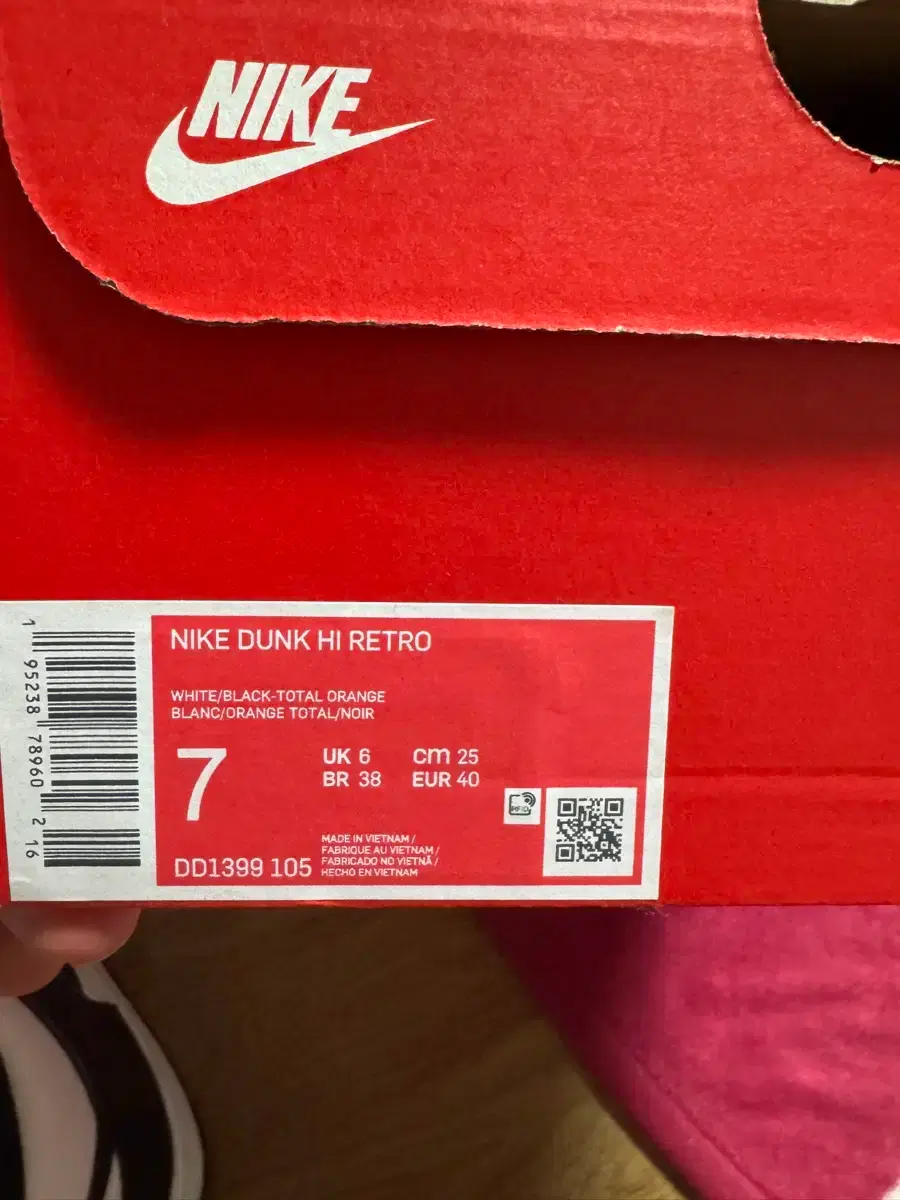 NIKE
NIKE DUNK HI RETRO
WHITE/BLACK-TOTAL ORANGE
BLANC/ORANGE TOTAL/NOIR
7
UK 6 cm 25
BR 38 EUR 40
RFID
MADE IN VIETNAM /
FABRIQUE AU VIETNAM /
FABRICADO NO VIETNÃ /
HECHO EN VIETNAM
DD1399 105
1 95238 78960 2 16